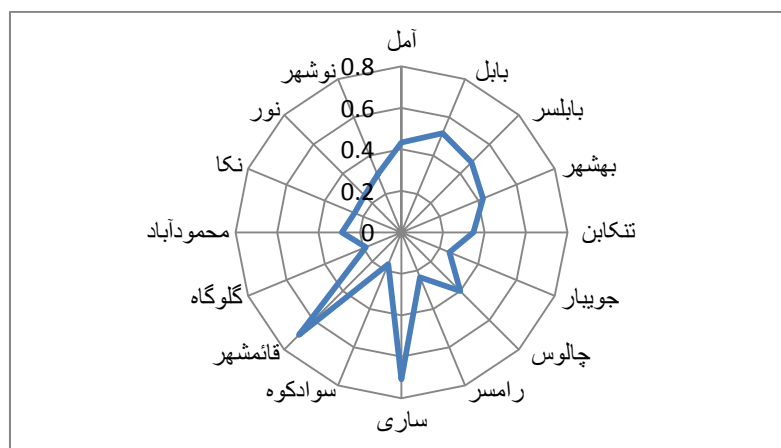 آمل
بابل
بابلسر
بهشهر
تنکابن
جویبار
چالوس
رامسر
ساری
سوادکوه
قائمشهر
گلوگاه
محمودآباد
نکا
نور
نوشهر
0.8
0.6
0.4
0.2
0